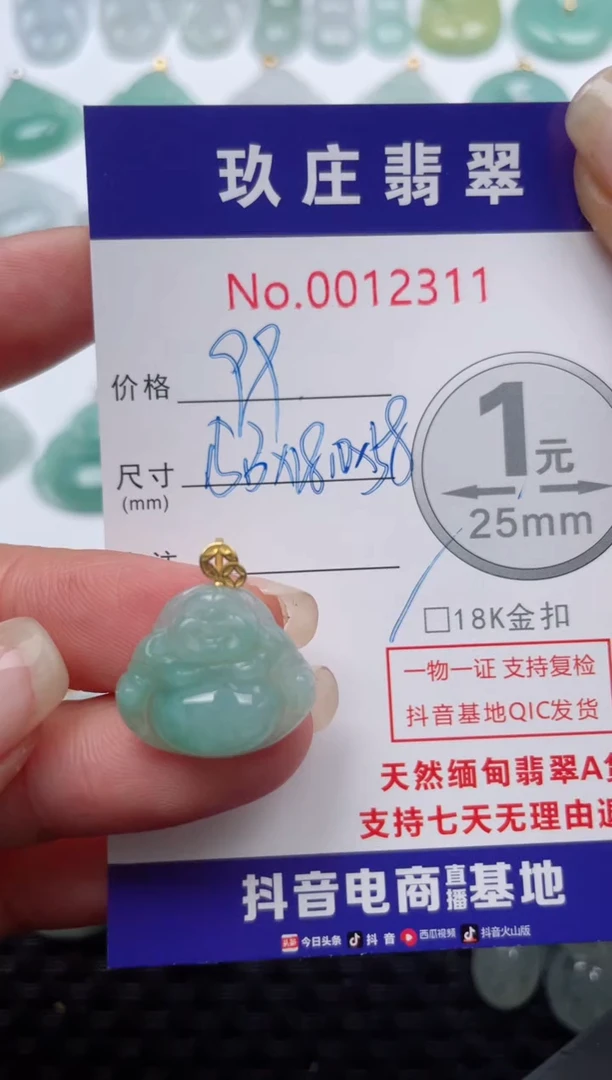 玖庄翡翠
No.0012311
价格
尺寸
(mm)
1元
25mm
□18K金扣
一物一证 支持复检
抖音基地QIC发货
天然缅甸翡翠A
支持七天无理由
抖音电商直播基地
头条 今日头条 抖音 西瓜视频 抖音火山版